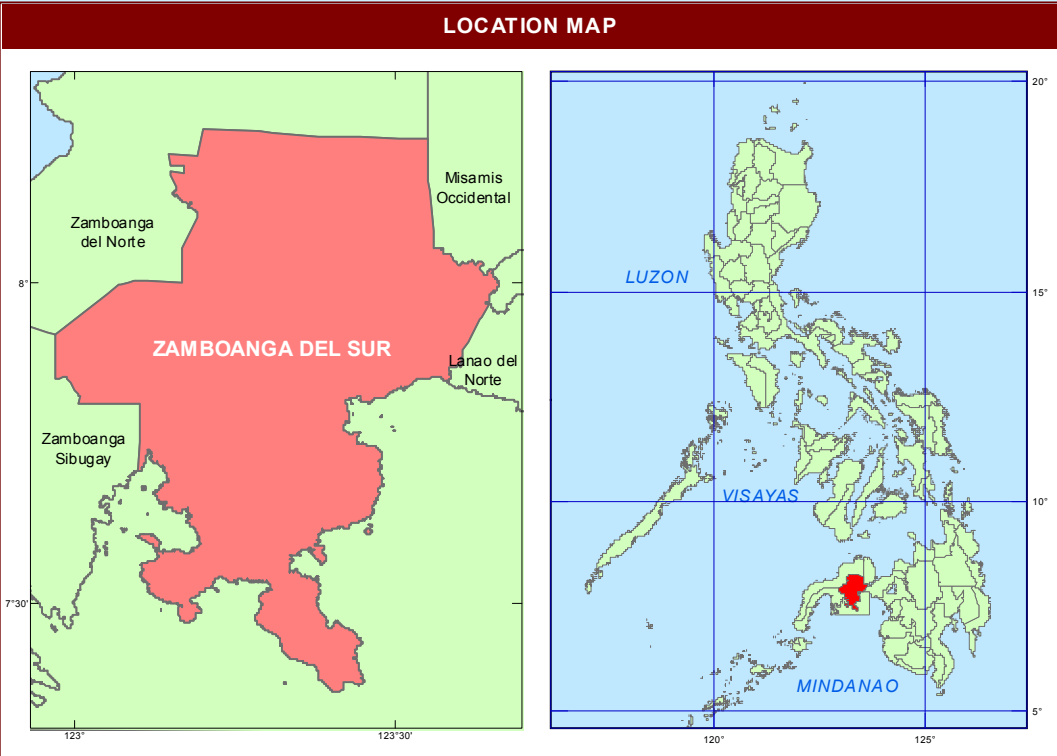 LOCATION MAP
Misamis
Occidental
Zamboanga
del Norte
8°
ZAMBOANGA DEL SUR
Lanao del
Norte
Zamboanga
Sibugay
7°30'
123°
123°30'
20°
LUZON
15°
VISAYAS
10°
MINDANAO
5°
120°
125°